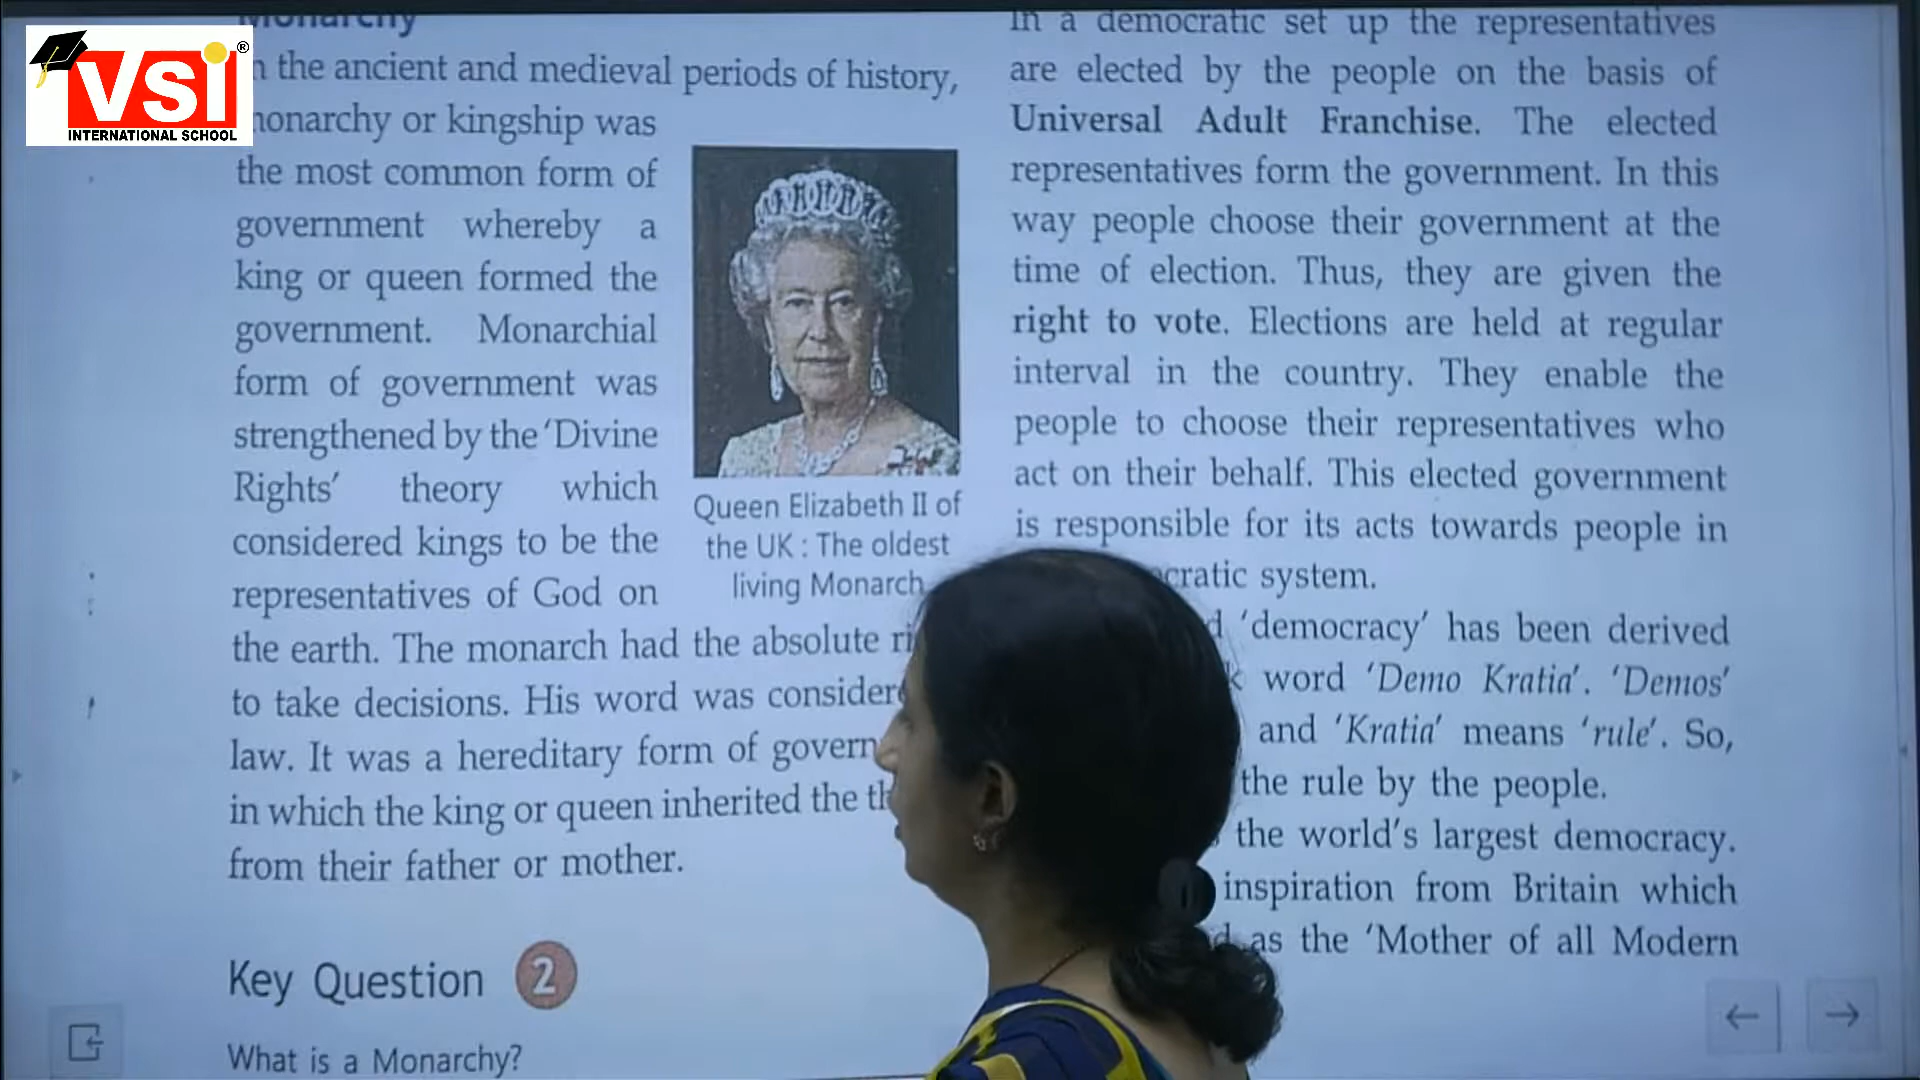 VSI®
INTERNATIONAL SCHOOL
Monarchy
the ancient and medieval periods of history,
monarchy or kingship was
the most common form of
government whereby a
king or queen formed the
government. Monarchial
form of government was
strengthened by the 'Divine
Rights' theory which
considered kings to be the
representatives of God on
the earth. The monarch had the absolute
to take decisions. His word was
law. It was a hereditary form of
in which the king or queen inherited the
from their father or mother.
Queen Elizabeth II of
the UK : The oldest
living Monarch
Key Question 2
What is a Monarchy?
In a democratic set up the representatives
are elected by the people on the basis of
Universal Adult Franchise. The elected
representatives form the government. In this
way people choose their government at the
time of election. Thus, they are given the
right to vote. Elections are held at regular
interval in the country. They enable the
people to choose their representatives who
act on their behalf. This elected government
is responsible for its acts towards people in
system.
'democracy' has been derived
word 'Demo Kratia'. 'Demos'
and 'Kratia' means 'rule'. So,
the rule by the people.
the world's largest democracy.
inspiration from Britain which
as the 'Mother of all Modern